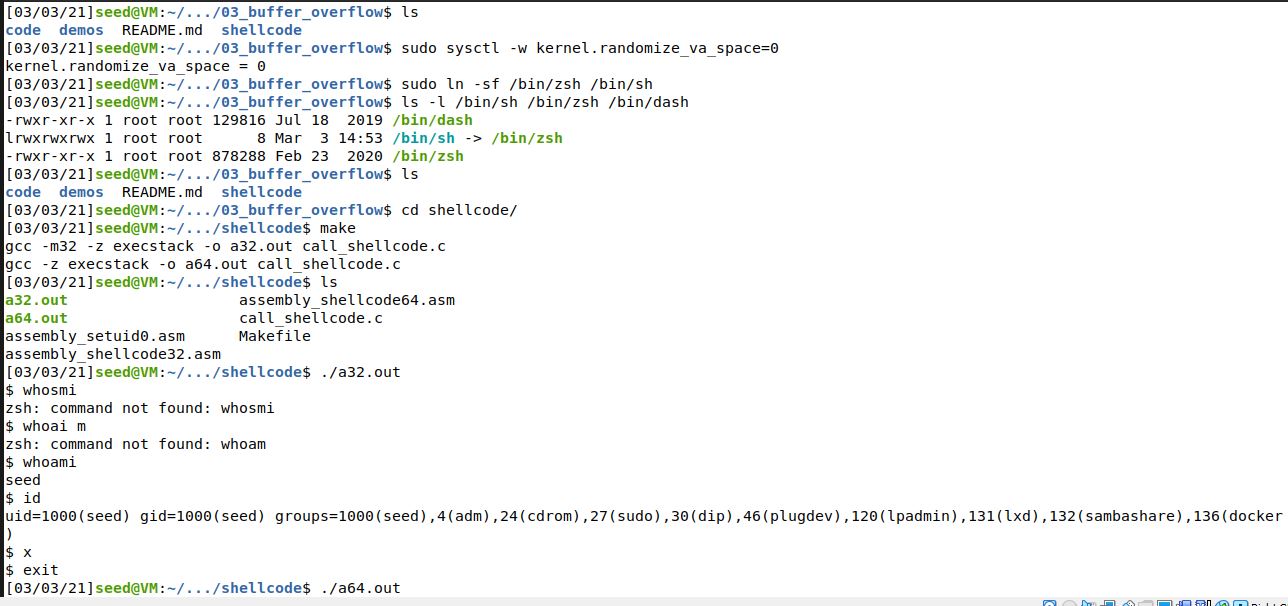 [03/03/21]seed@VM:~/.../03_buffer_overflow$ ls
code  demos  README.md  shellcode
[03/03/21]seed@VM:~/.../03_buffer_overflow$ sudo sysctl -w kernel.randomize_va_space=0
kernel.randomize_va_space = 0
[03/03/21]seed@VM:~/.../03_buffer_overflow$ sudo ln -sf /bin/zsh /bin/sh
[03/03/21]seed@VM:~/.../03_buffer_overflow$ ls -l /bin/sh /bin/zsh /bin/dash
-rwxr-xr-x 1 root root 129816 Jul 18  2019 /bin/dash
lrwxrwxrwx 1 root root      8 Mar  3 14:53 /bin/sh -> /bin/zsh
-rwxr-xr-x 1 root root 878288 Feb 23  2020 /bin/zsh
[03/03/21]seed@VM:~/.../03_buffer_overflow$ ls
code  demos  README.md  shellcode
[03/03/21]seed@VM:~/.../03_buffer_overflow$ cd shellcode/
[03/03/21]seed@VM:~/.../shellcode$ make
gcc -m32 -z execstack -o a32.out call_shellcode.c
gcc -z execstack -o a64.out call_shellcode.c
[03/03/21]seed@VM:~/.../shellcode$ ls
a32.out                   assembly_shellcode64.asm
a64.out                   call_shellcode.c
assembly_setuid0.asm      Makefile
assembly_shellcode32.asm
[03/03/21]seed@VM:~/.../shellcode$ ./a32.out
$ whosmi
zsh: command not found: whosmi
$ whoai m
zsh: command not found: whoam
$ whoami
seed
$ id
uid=1000(seed) gid=1000(seed) groups=1000(seed),4(adm),24(cdrom),27(sudo),30(dip),46(plugdev),120(lpadmin),131(lxd),132(sambashare),136(docker
)
$ x
$ exit
[03/03/21]seed@VM:~/.../shellcode$ ./a64.out